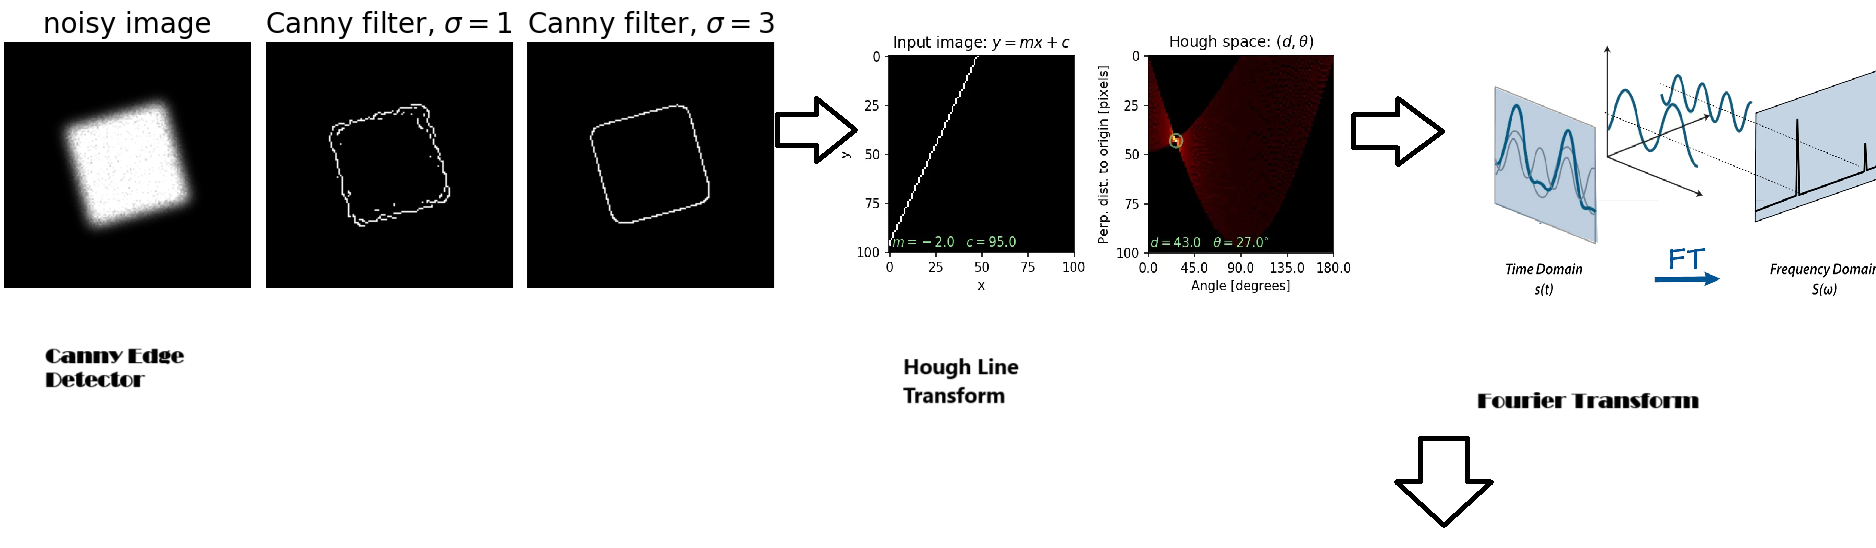 noisy image
Canny filter, σ = 1
Canny filter, σ = 3
Canny Edge
Detector
Input image: y = mx + c
0
25
50
75
100
y
m = −2.0 c = 95.0
0 25 50 75 100
x
Hough space: (d, θ)
Perp. dist. to origin [pixels]
0
25
50
75
100
d = 43.0 θ = 27.0°
0.0 45.0 90.0 135.0 180.0
Angle [degrees]
Hough Line
Transform
Time Domain
s(t)
FT
Frequency Domain
S(ω)
Fourier Transform